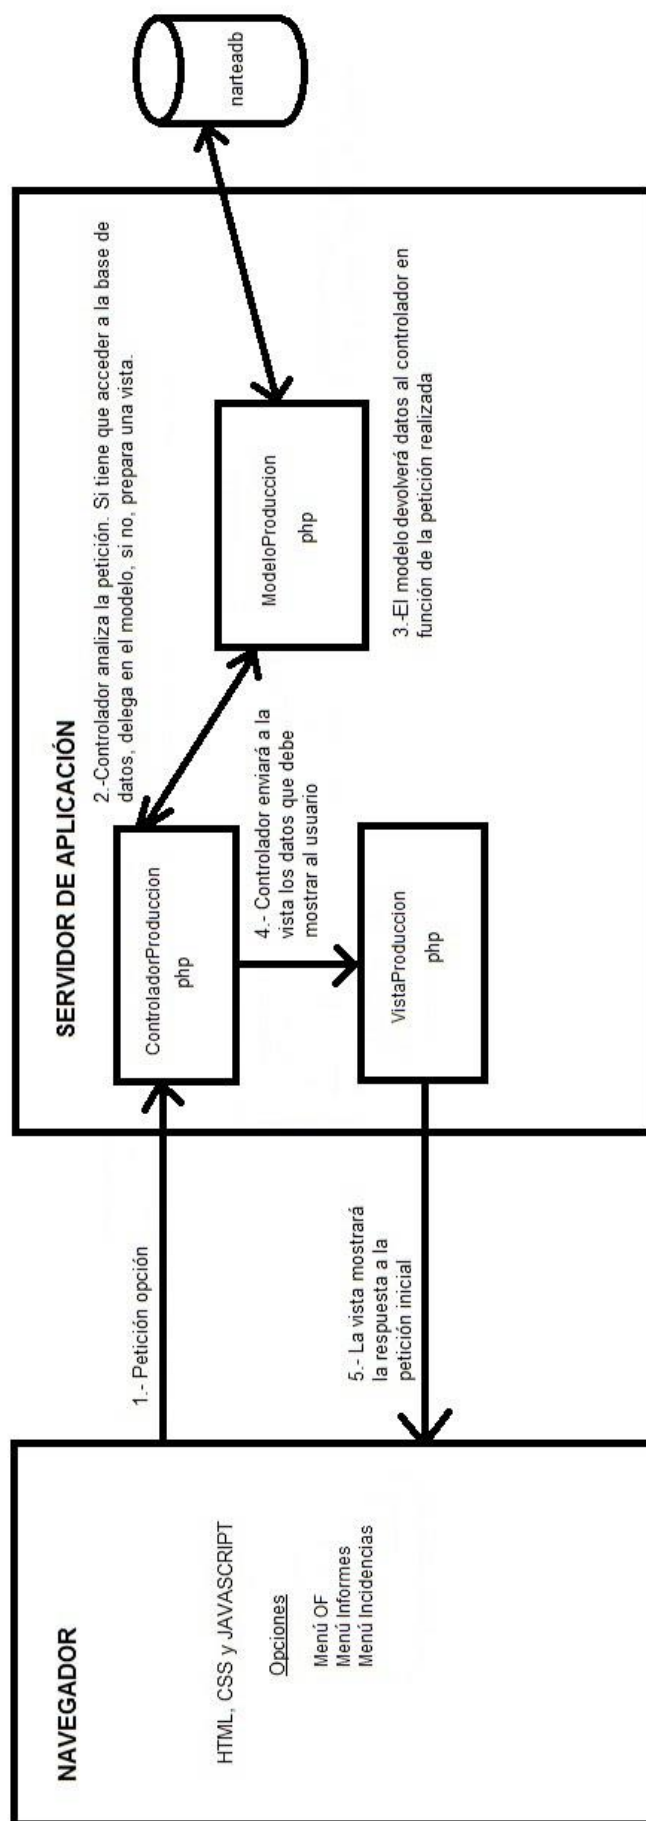 NAVEGADOR
HTML, CSS y JAVASCRIPT
Opciones
Menú OF
Menú Informes
Menú Incidencias
1.- Petición opción
5.- La vista mostrará
la respuesta a la
petición inicial
SERVIDOR DE APLICACIÓN
2.-Controlador analiza la petición. Si tiene que acceder a la base de
datos, delega en el modelo, si no, prepara una vista.
ControladorProduccion
php
4.- Controlador enviará a la
vista los datos que debe
mostrar al usuario
VistaProduccion
php
ModeloProduccion
php
3.-El modelo devolverá datos al controlador en
función de la petición realizada
narteadb